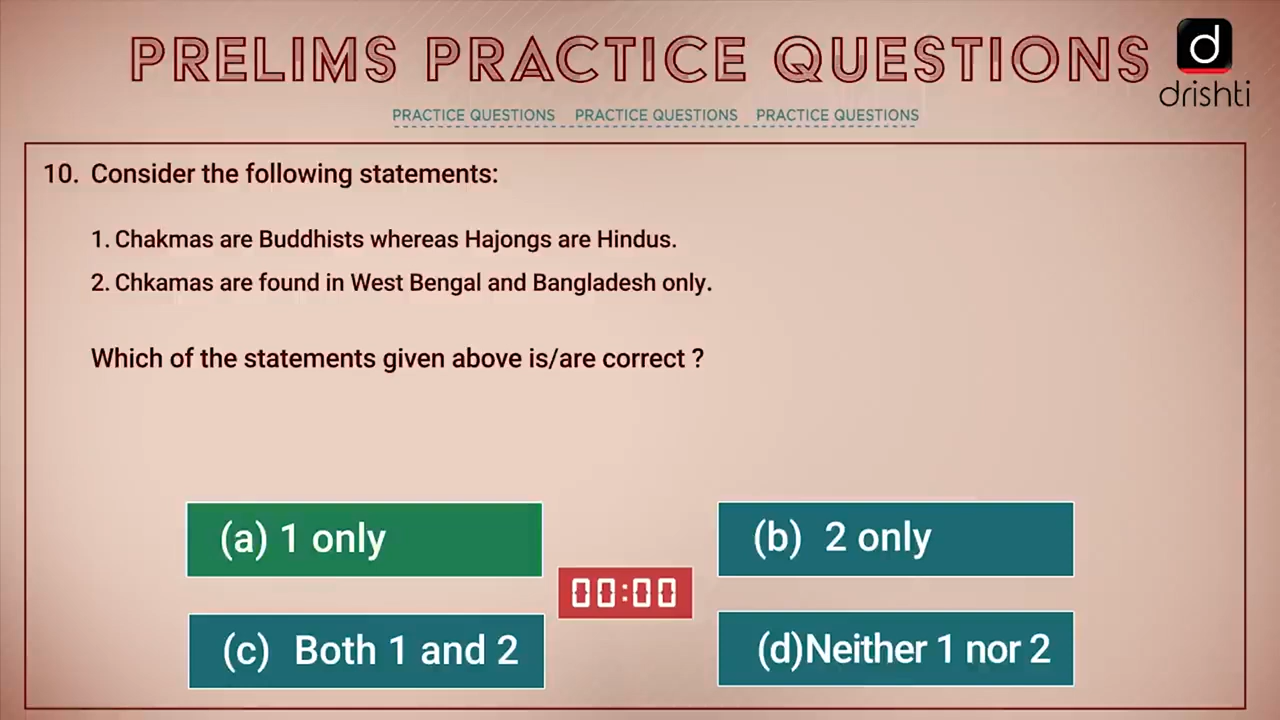 PRELIMS PRACTICE QUESTIONS
d
drishti
PRACTICE QUESTIONS PRACTICE QUESTIONS PRACTICE QUESTIONS
10. Consider the following statements:
1. Chakmas are Buddhists whereas Hajongs are Hindus.
2. Chkamas are found in West Bengal and Bangladesh only.
Which of the statements given above is/are correct ?
(a) 1 only
(b) 2 only
00:00
(c) Both 1 and 2
(d)Neither 1 nor 2